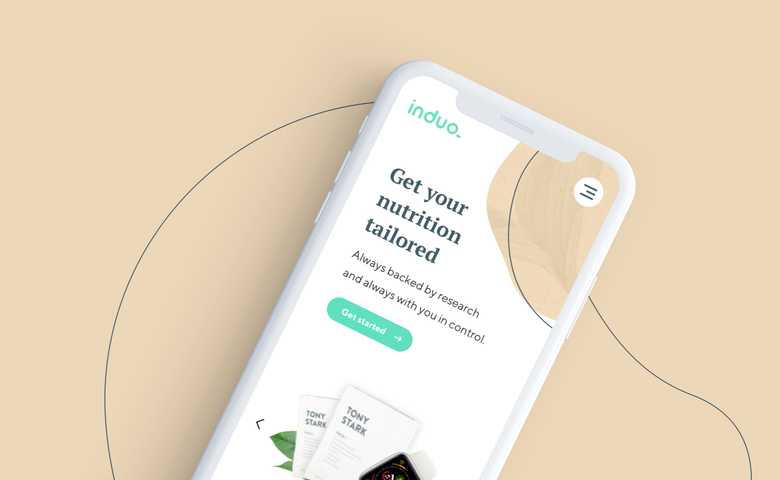 induo_
Get your
nutrition
tailored
Always backed by research
and always with you in control.
Get started →
TONY
STARK
TONY
STARK